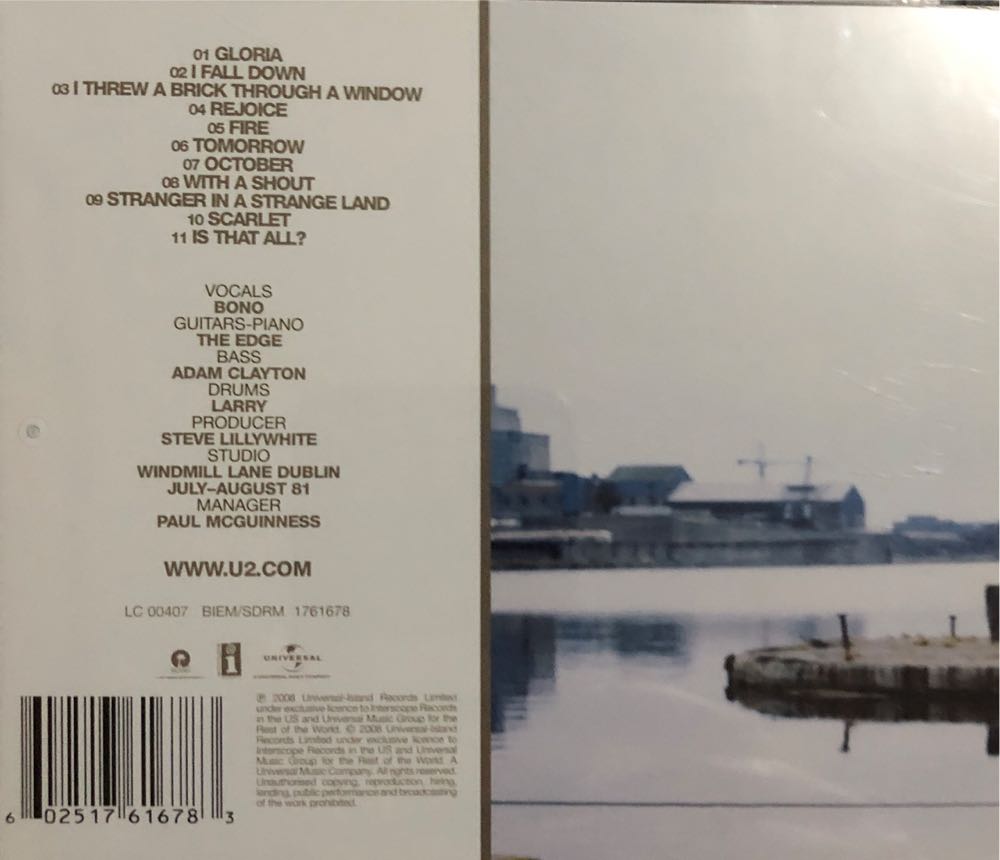 01 GLORIA
02 I FALL DOWN
03 I THREW A BRICK THROUGH A WINDOW
04 REJOICE
05 FIRE
06 TOMORROW
07 OCTOBER
08 WITH A SHOUT
09 STRANGER IN A STRANGE LAND
10 SCARLET
11 IS THAT ALL?
VOCALS
BONO
GUITARS-PIANO
THE EDGE
BASS
ADAM CLAYTON
DRUMS
LARRY
PRODUCER
STEVE LILLYWHITE
STUDIO
WINDMILL LANE DUBLIN
JULY–AUGUST 81
MANAGER
PAUL MCGUINNESS
WWW.U2.COM
LC 00407 BIEM/SDRM 1761678
i
UNIVERSAL
℗ 2008 Universal-Island Records Limited
under exclusive licence to Interscope Records
in the US and Universal Music Group for the
Rest of the World. © 2008 Universal-Island
Records Limited under exclusive licence to
Interscope Records in the US and Universal
Music Group for the Rest of the World. A
Universal Music Company. All rights reserved.
Unauthorised copying, reproduction, hiring,
lending, public performance and broadcasting
of the work prohibited.
6 02517 61678 3